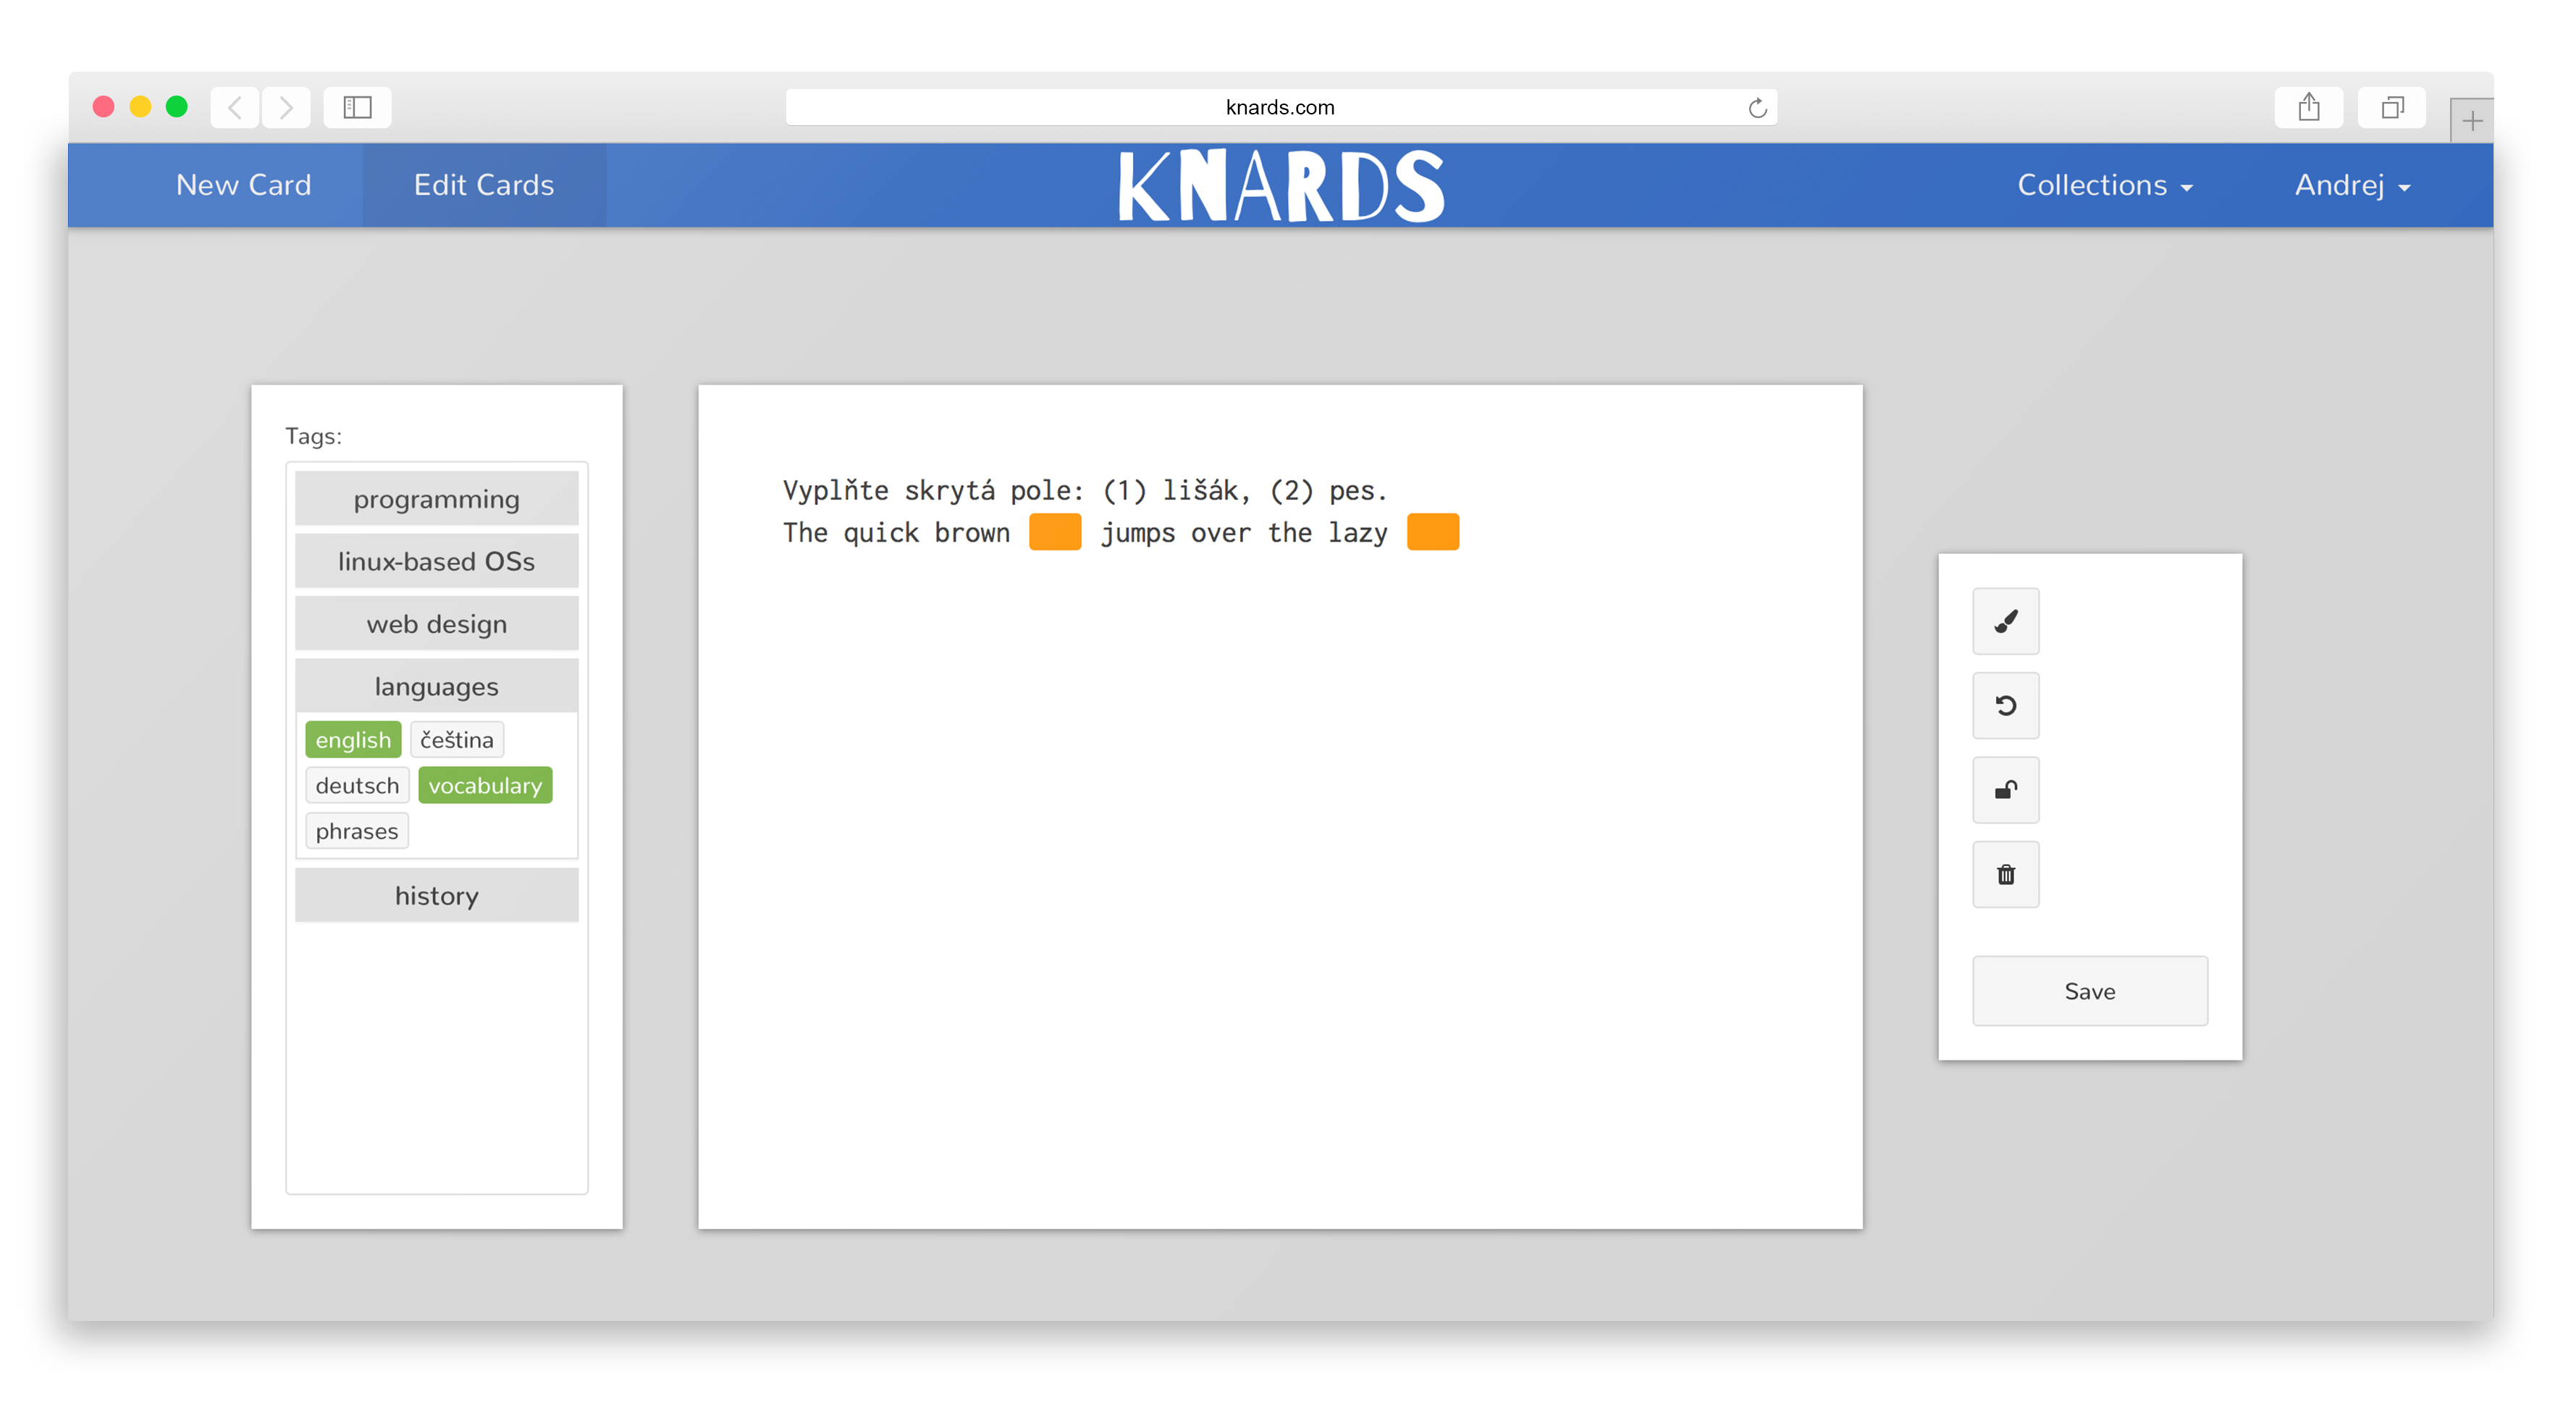 knards.com
New Card
Edit Cards
KNARDS
Collections
Andrej
Tags:
programming
linux-based OSs
web design
languages
english
čeština
deutsch
vocabulary
phrases
history
Vyplňte skrytá pole: (1) lišák, (2) pes.
The quick brown jumps over the lazy
Save